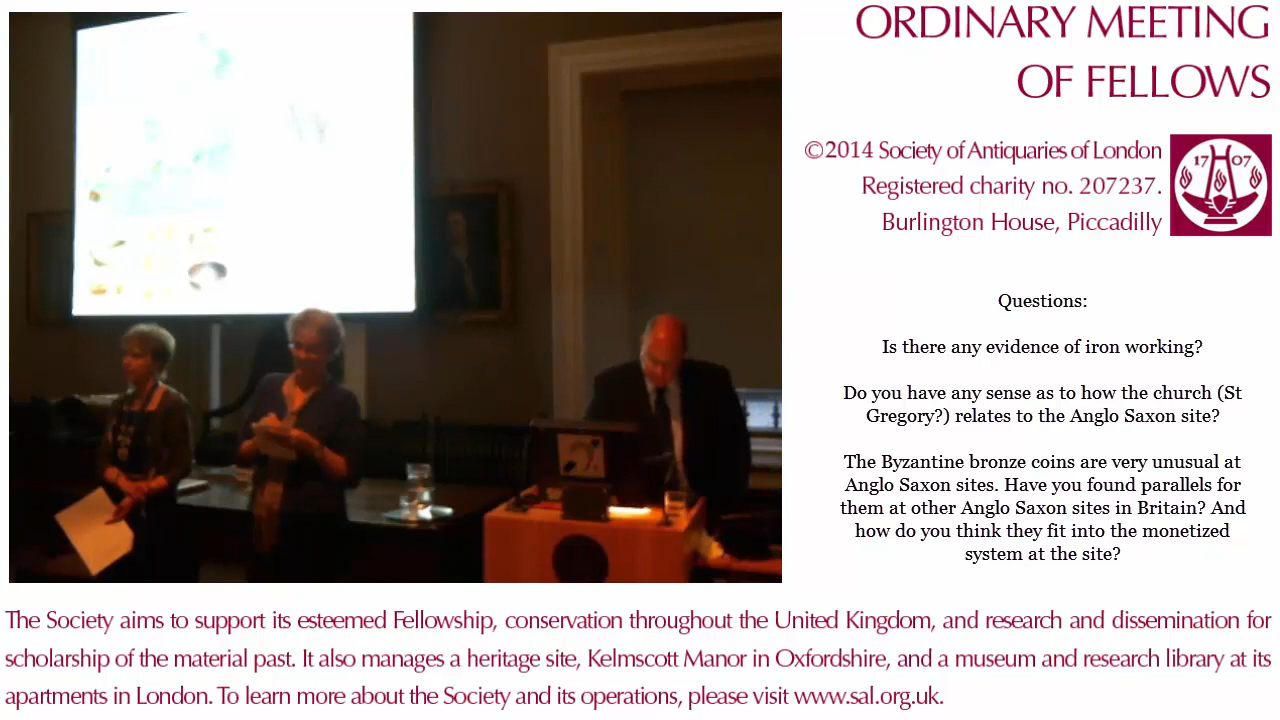 ORDINARY MEETING
OF FELLOWS
©2014 Society of Antiquaries of London
Registered charity no. 207237.
Burlington House, Piccadilly
17 07
Questions:
Is there any evidence of iron working?
Do you have any sense as to how the church (St
Gregory?) relates to the Anglo Saxon site?
The Byzantine bronze coins are very unusual at
Anglo Saxon sites. Have you found parallels for
them at other Anglo Saxon sites in Britain? And
how do you think they fit into the monetized
system at the site?
The Society aims to support its esteemed Fellowship, conservation throughout the United Kingdom, and research and dissemination for
scholarship of the material past. It also manages a heritage site, Kelmscott Manor in Oxfordshire, and a museum and research library at its
apartments in London. To learn more about the Society and its operations, please visit www.sal.org.uk.